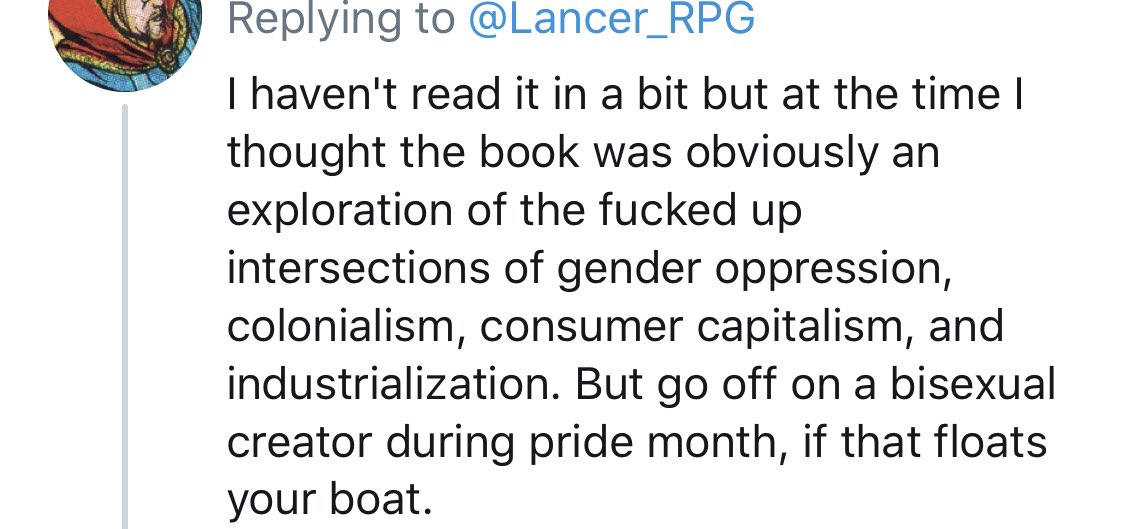 Replying to @Lancer_RPG
I haven't read it in a bit but at the time I
thought the book was obviously an
exploration of the fucked up
intersections of gender oppression,
colonialism, consumer capitalism, and
industrialization. But go off on a bisexual
creator during pride month, if that floats
your boat.